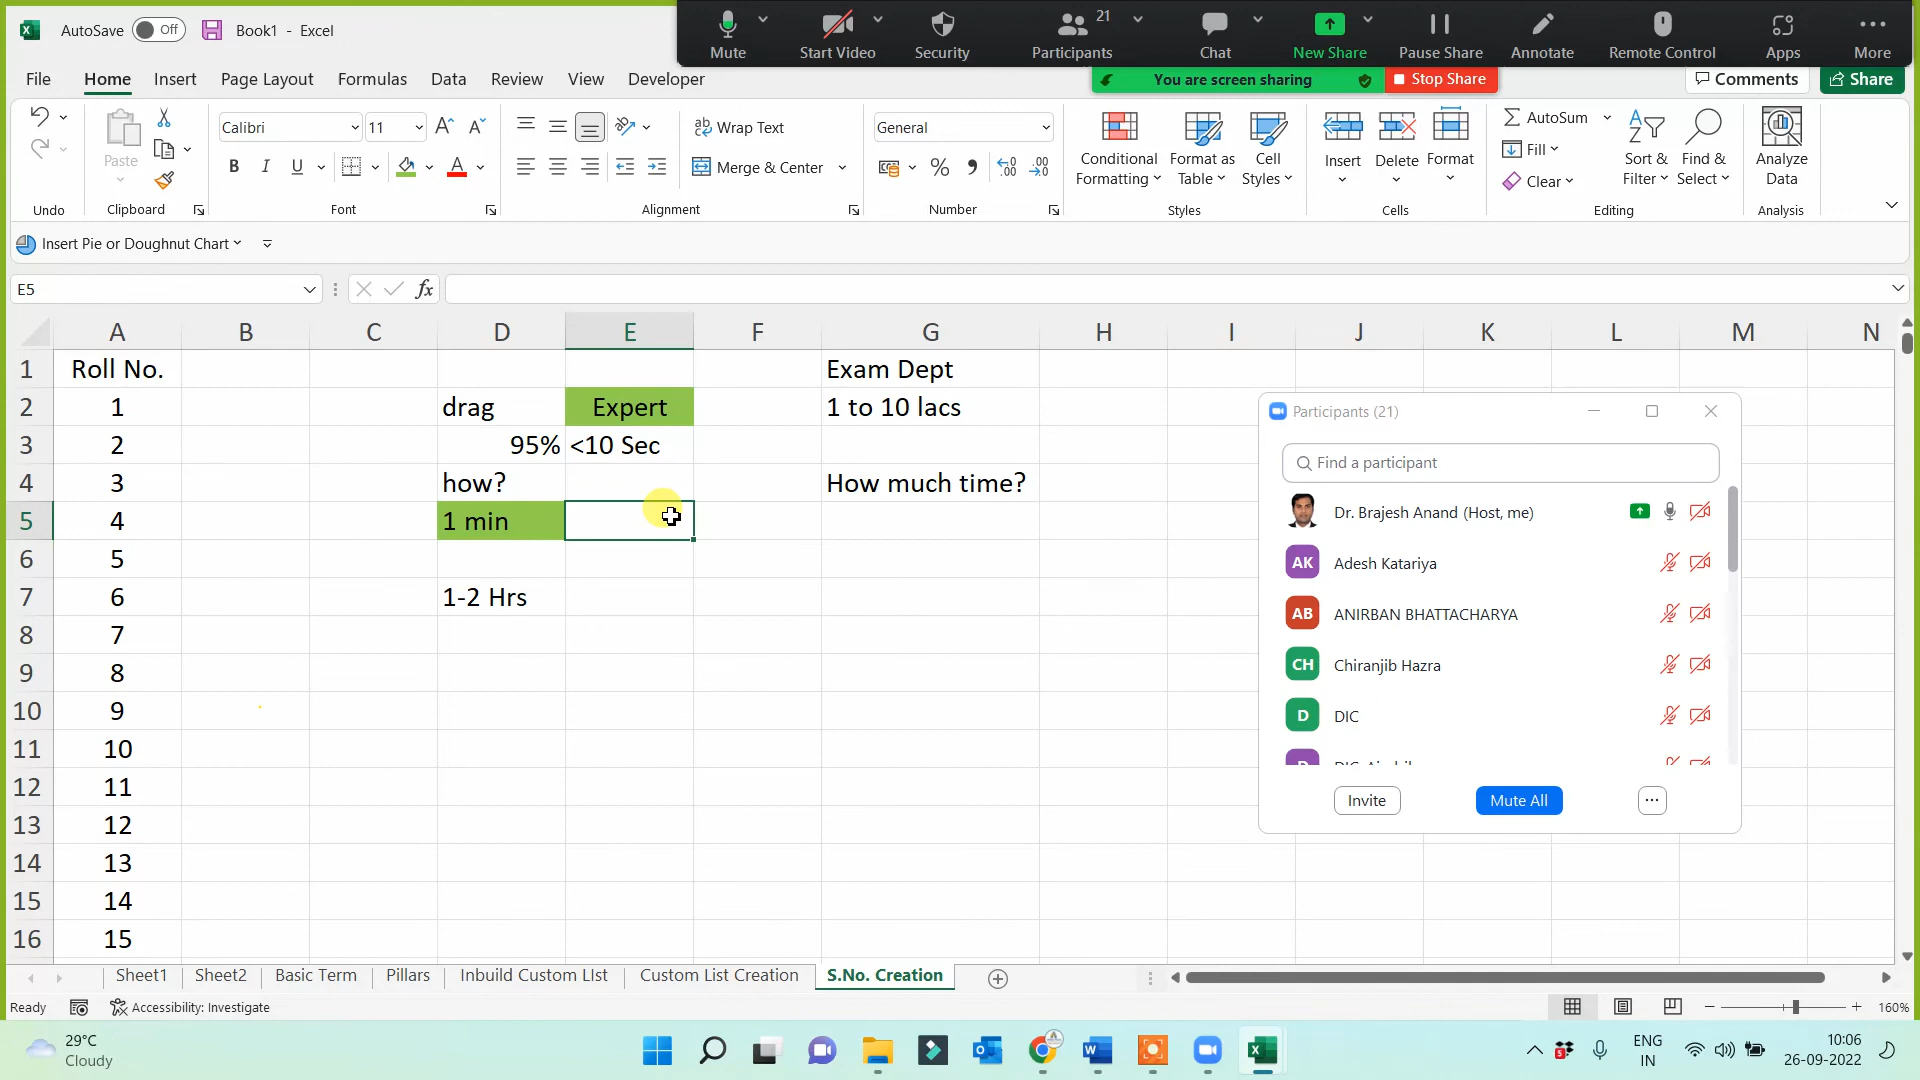 AutoSave Off Book1 - Excel
Mute Start Video Security Participants 21 Chat New Share Pause Share Annotate Remote Control Apps More
You are screen sharing Stop Share
File Home Insert Page Layout Formulas Data Review View Developer Comments Share
Calibri 11 Wrap Text General
Paste B I U Merge & Center % Conditional Formatting Format as Table Cell Styles Insert Delete Format
AutoSum Fill Clear Sort & Filter Find & Select Analyze Data
Undo Clipboard Font Alignment Number Styles Cells Editing Analysis
Insert Pie or Doughnut Chart
E5 fx
A B C D E F G H I J K L M N
1 Roll No. Exam Dept
2 1 drag Expert 1 to 10 lacs
3 2 95% <10 Sec
4 3 how? How much time?
5 4 1 min
6 5
7 6 1-2 Hrs
8 7
9 8
10 9
11 10
12 11
13 12
14 13
15 14
16 15
Participants (21)
Find a participant
Dr. Brajesh Anand (Host, me)
AK Adesh Katariya
AB ANIRBAN BHATTACHARYA
CH Chiranjib Hazra
D DIC
Invite Mute All ...
Sheet1 Sheet2 Basic Term Pillars Inbuild Custom LIst Custom List Creation S.No. Creation
Ready Accessibility: Investigate 160%
29°C
Cloudy
ENG
IN
10:06
26-09-2022